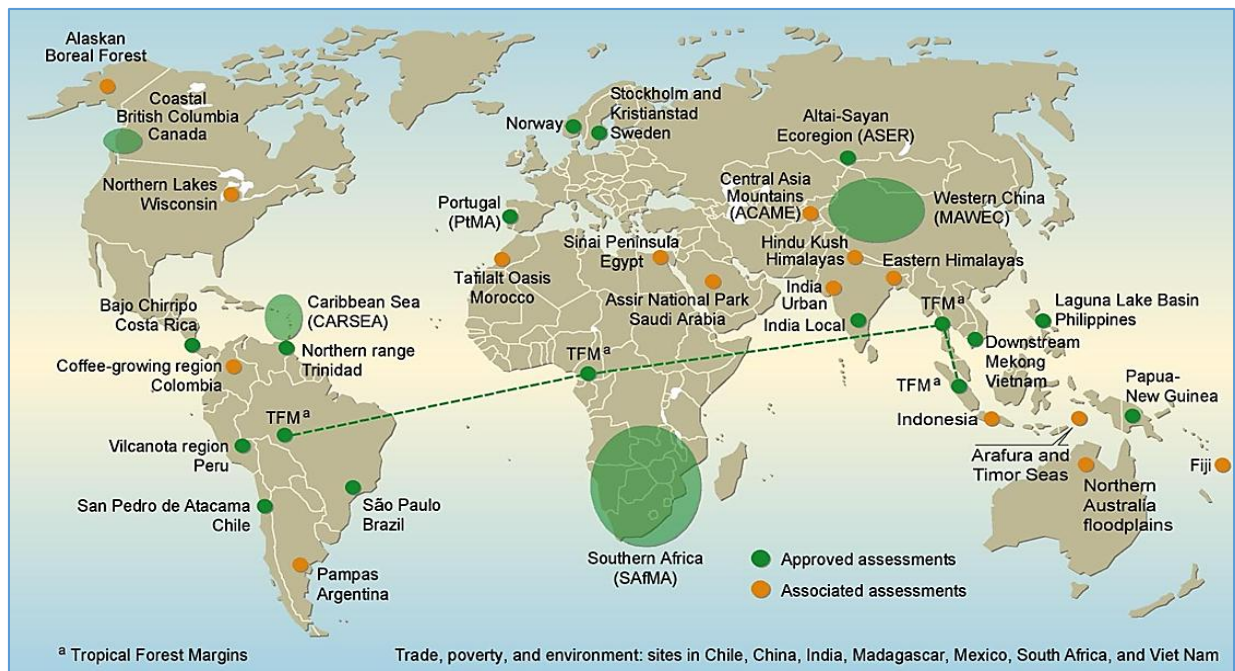 Alaskan
Boreal Forest
Coastal
British Columbia
Canada
Northern Lakes
Wisconsin
Bajo Chirripo
Costa Rica
Caribbean Sea
(CARSEA)
Coffee-growing region
Colombia
Northern range
Trinidad
TFMᵃ
Vilcanota region
Peru
San Pedro de Atacama
Chile
São Paulo
Brazil
Pampas
Argentina
Norway
Stockholm and
Kristianstad
Sweden
Portugal
(PtMA)
Tafilalt Oasis
Morocco
Sinai Peninsula
Egypt
Assir National Park
Saudi Arabia
TFMᵃ
Southern Africa
(SAfMA)
Altai-Sayan
Ecoregion (ASER)
Central Asia
Mountains
(ACAME)
Western China
(MAWEC)
Hindu Kush
Himalayas
Eastern Himalayas
India
Urban
India Local
TFMᵃ
Laguna Lake Basin
Philippines
Downstream
Mekong
Vietnam
TFMᵃ
Papua-
New Guinea
Indonesia
Arafura and
Timor Seas
Northern
Australia
floodplains
Fiji
Approved assessments
Associated assessments
ᵃ Tropical Forest Margins
Trade, poverty, and environment: sites in Chile, China, India, Madagascar, Mexico, South Africa, and Viet Nam